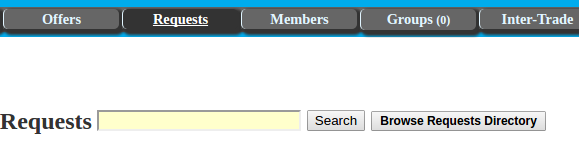 Offers Requests Members Groups (0) Inter-Trade
Requests Search Browse Requests Directory